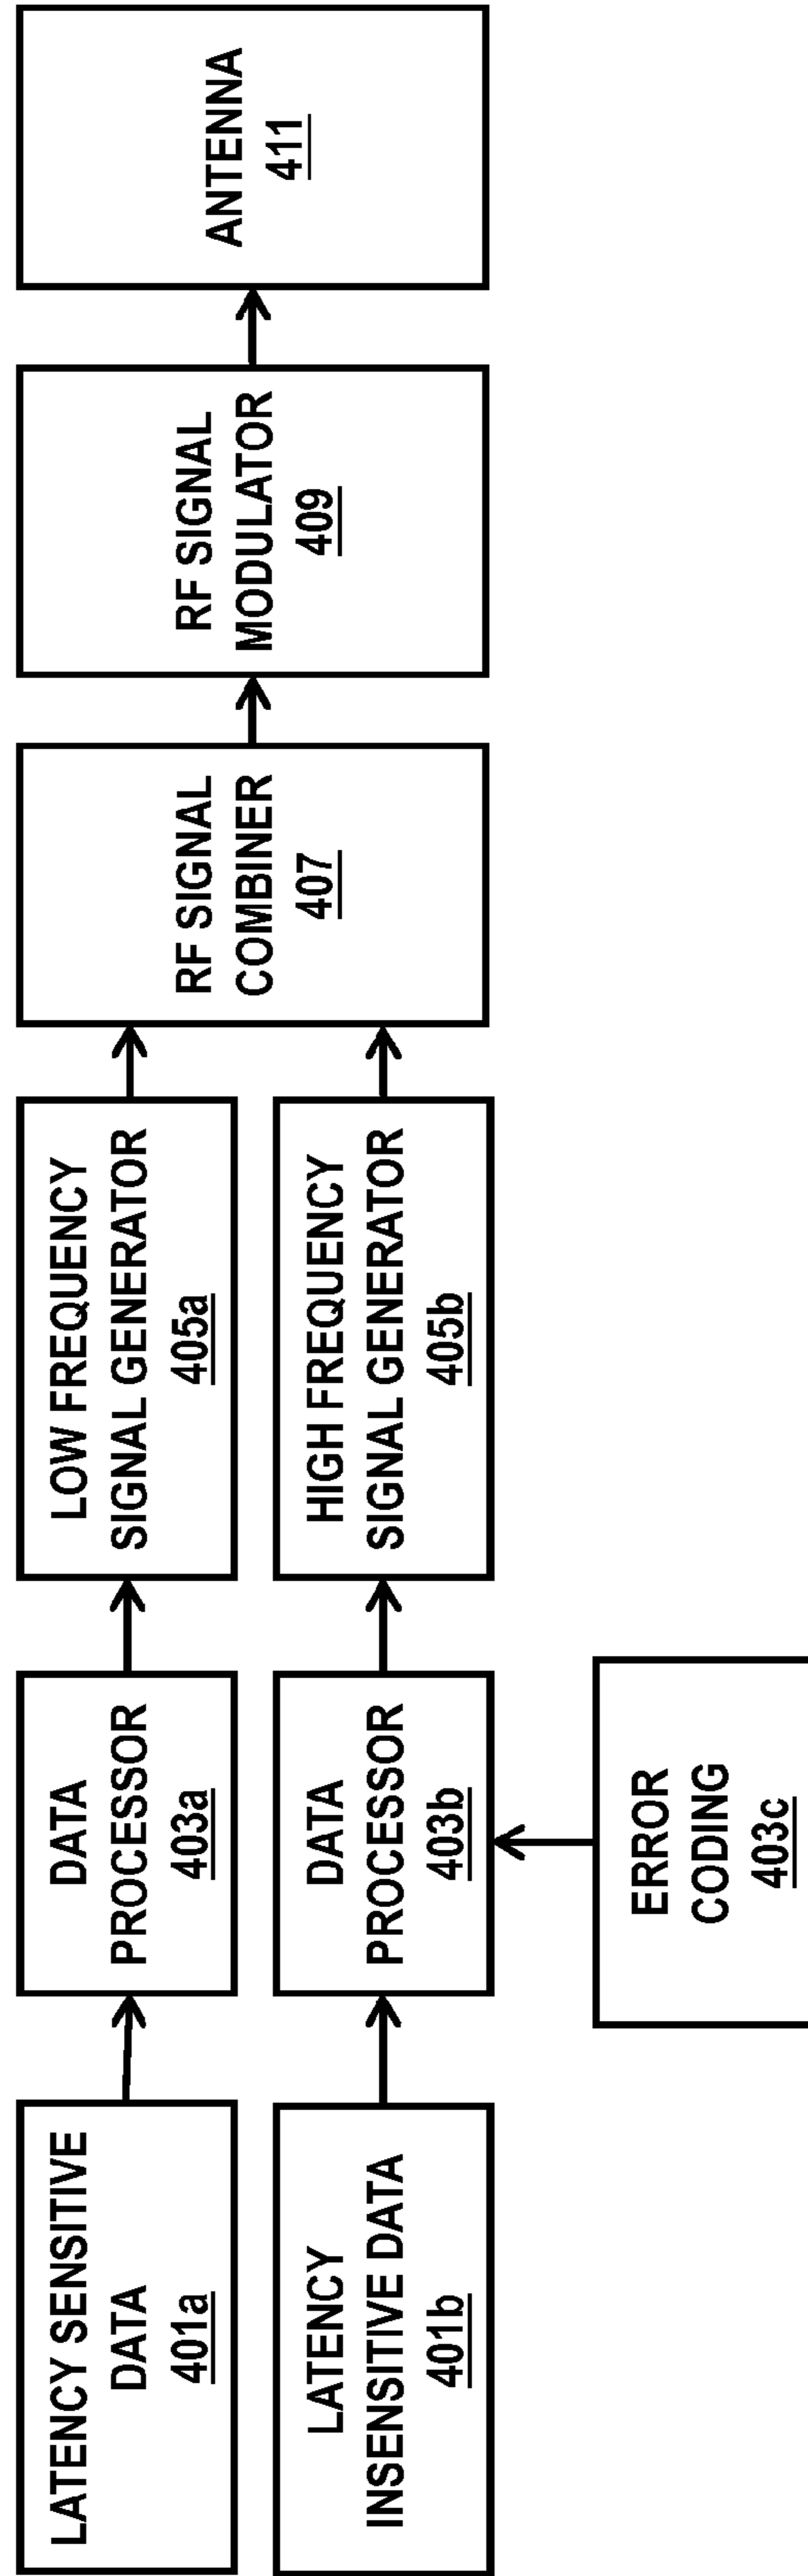 LATENCY SENSITIVE
DATA
401a
DATA
PROCESSOR
403a
LOW FREQUENCY
SIGNAL GENERATOR
405a
LATENCY
INSENSITIVE DATA
401b
DATA
PROCESSOR
403b
HIGH FREQUENCY
SIGNAL GENERATOR
405b
ERROR
CODING
403c
RF SIGNAL
COMBINER
407
RF SIGNAL
MODULATOR
409
ANTENNA
411